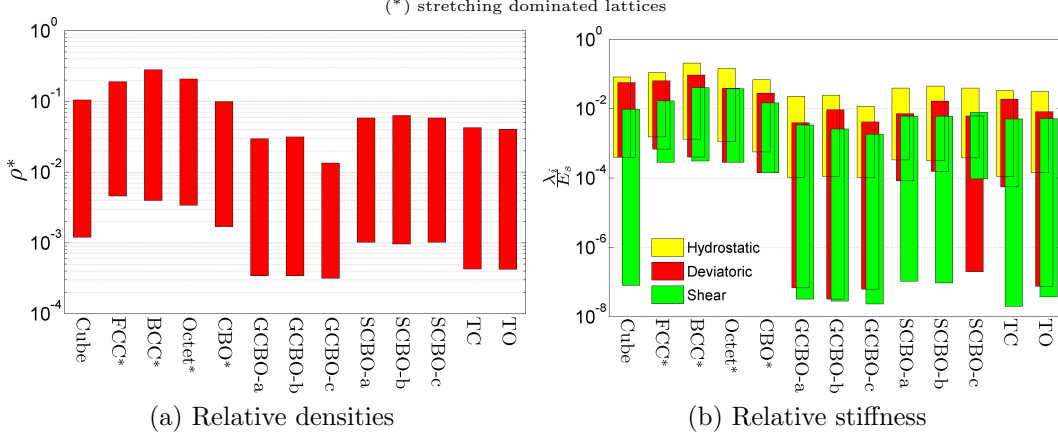 (*) stretching dominated lattices
10^0
10^-1
10^-2
10^-3
10^-4
ρ*
Cube
FCC*
BCC*
Octet*
CBO*
GCBO-a
GCBO-b
GCBO-c
SCBO-a
SCBO-b
SCBO-c
TC
TO
(a) Relative densities
10^0
10^-2
10^-4
10^-6
10^-8
λ_i/E_s
Hydrostatic
Deviatoric
Shear
Cube
FCC*
BCC*
Octet*
CBO*
GCBO-a
GCBO-b
GCBO-c
SCBO-a
SCBO-b
SCBO-c
TC
TO
(b) Relative stiffness